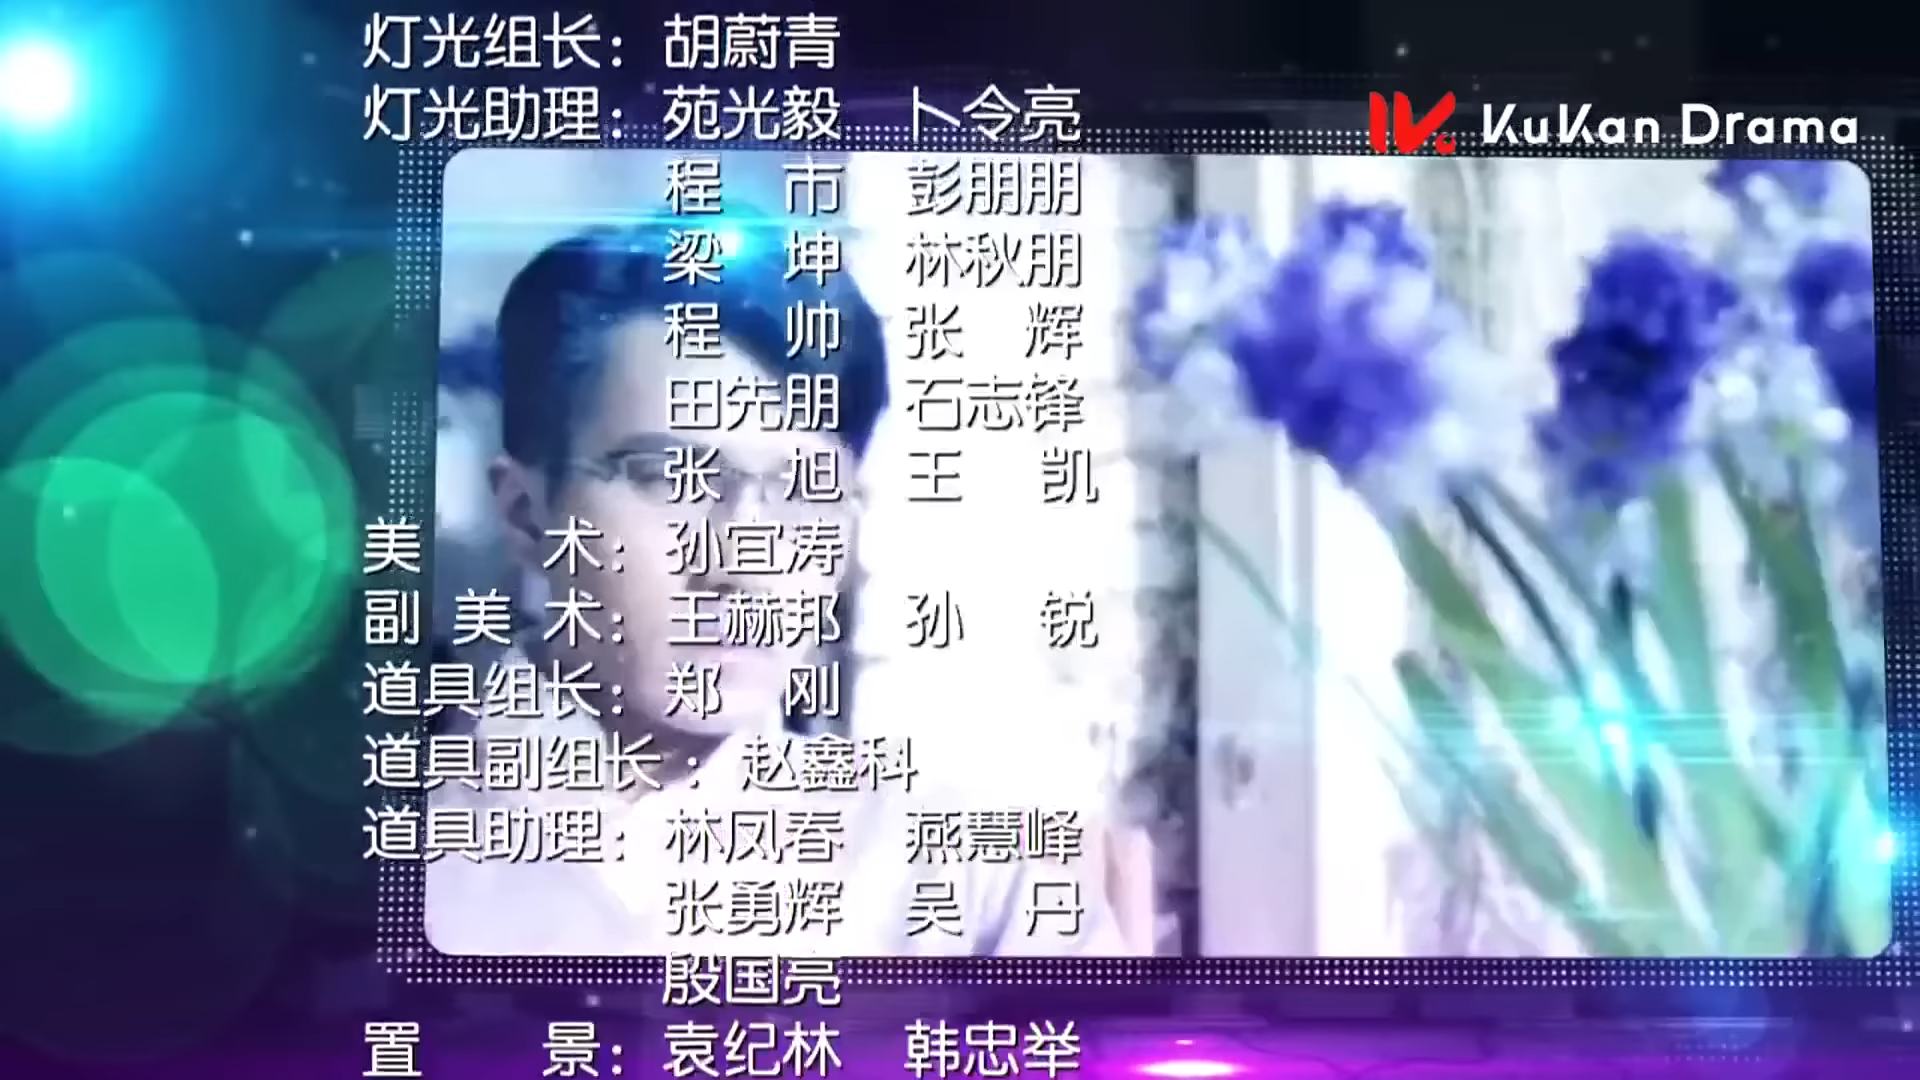 灯光组长：胡蔚青
灯光助理：苑光毅 卜令亮
KuKan Drama
程 市 彭朋朋
梁 坤 林秋朋
程 帅 张 辉
田先朋 石志锋
张 旭 王 凯
美 术：孙宜涛
副 美 术：王赫邦 孙 锐
道具组长：郑 刚
道具副组长：赵鑫科
道具助理：林凤春 燕慧峰
张勇辉 吴 丹
殷国亮
置 景：袁纪林 韩忠举